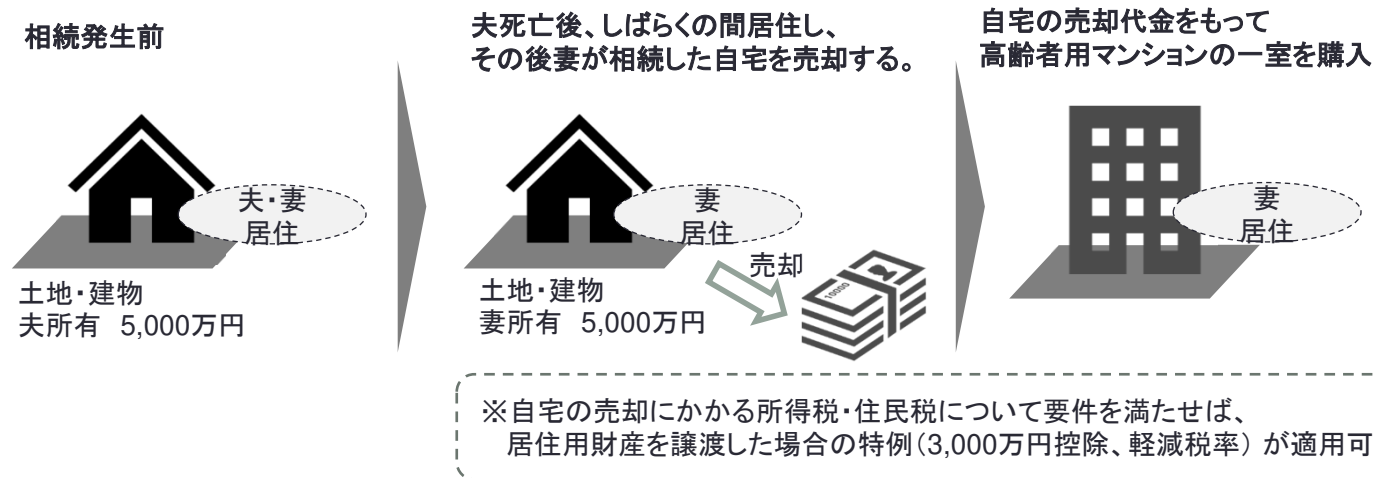 相続発生前
夫・妻
居住
土地・建物
夫所有 5,000万円
夫死亡後、しばらくの間居住し、
その後妻が相続した自宅を売却する。
妻
居住
売却
10000
土地・建物
妻所有 5,000万円
自宅の売却代金をもって
高齢者用マンションの一室を購入
妻
居住
※自宅の売却にかかる所得税・住民税について要件を満たせば、
居住用財産を譲渡した場合の特例(3,000万円控除、軽減税率) が適用可